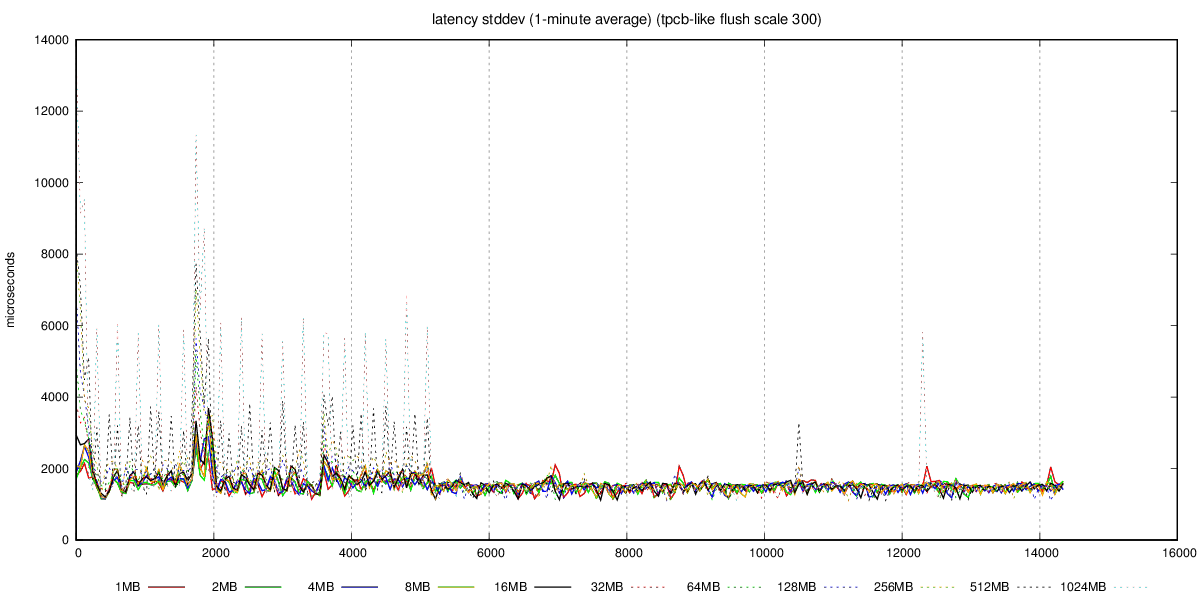 latency stddev (1-minute average) (tpcb-like flush scale 300)
14000
12000
10000
8000
6000
4000
2000
0
microseconds
0 2000 4000 6000 8000 10000 12000 14000 16000
1MB 2MB 4MB 8MB 16MB 32MB 64MB 128MB 256MB 512MB 1024MB